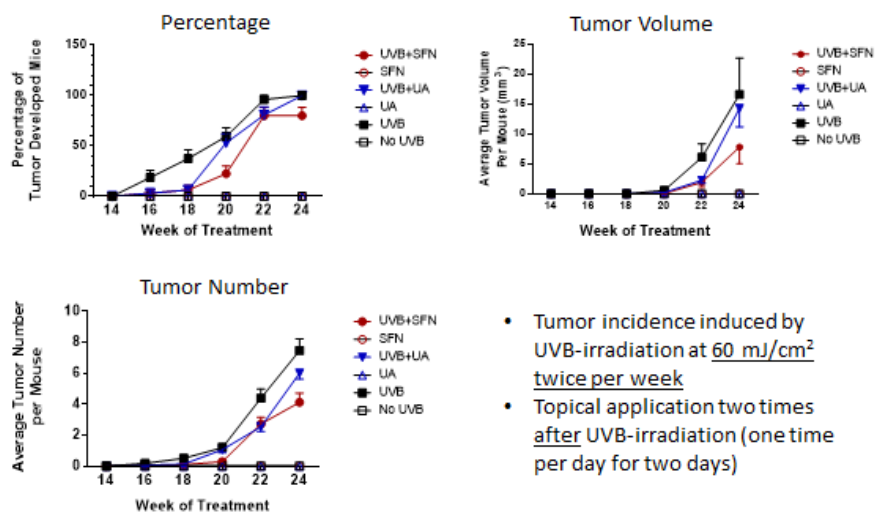 Percentage
Percentage of
Tumor Developed Mice
150
100
50
0
14 16 18 20 22 24
Week of Treatment
UVB+SFN
SFN
UVB+UA
UA
UVB
No UVB
Tumor Volume
Average Tumor Volume
Per Mouse (mm³)
25
20
15
10
5
0
14 16 18 20 22 24
Week of Treatment
UVB+SFN
SFN
UVB+UA
UA
UVB
No UVB
Tumor Number
Average Tumor Number
per Mouse
10
8
6
4
2
0
14 16 18 20 22 24
Week of Treatment
UVB+SFN
SFN
UVB+UA
UA
UVB
No UVB
• Tumor incidence induced by
UVB-irradiation at 60 mJ/cm²
twice per week
• Topical application two times
after UVB-irradiation (one time
per day for two days)